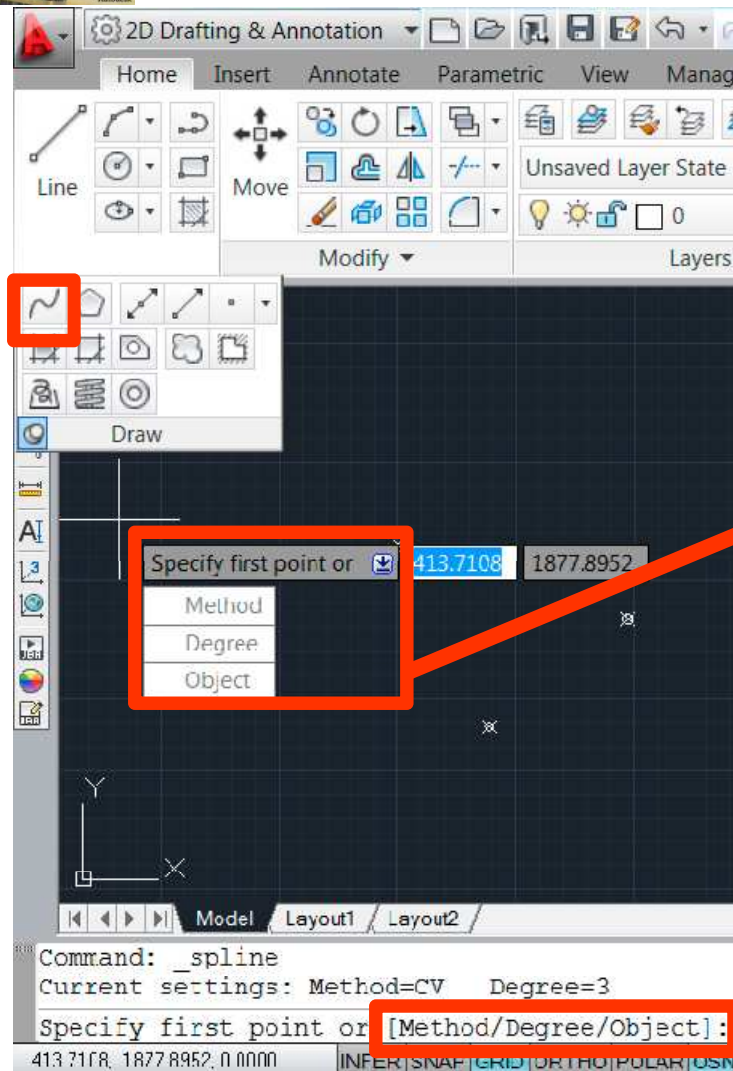 2D Drafting & Annotation
Home Insert Annotate Parametric View Manag
Line
Move
Unsaved Layer State
0
Modify
Layers
Draw
Specify first point or 413.7108 1877.8952
Method
Degree
Object
Y
X
Model Layout1 Layout2
Command: _spline
Current settings: Method=CV Degree=3
Specify first point or [Method/Degree/Object]:
413.7108, 1877.8952, 0.0000 INFER SNAP GRID ORTHO POLAR OSN